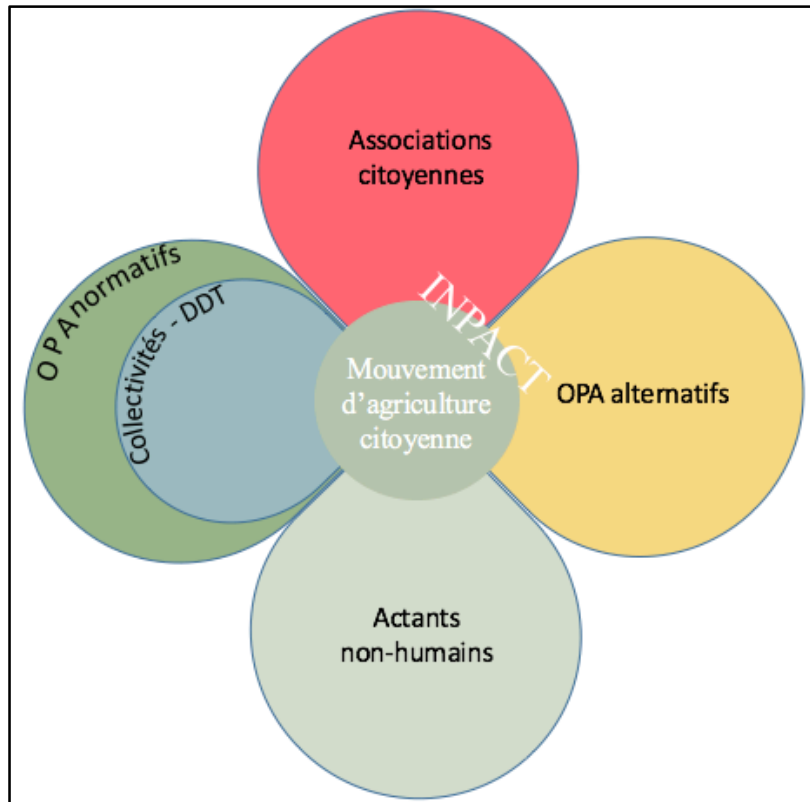 Associations
citoyennes
O P A normatifs
Collectivités - DDT
INPACT
Mouvement
d'agriculture
citoyenne
OPA alternatifs
Actants
non-humains